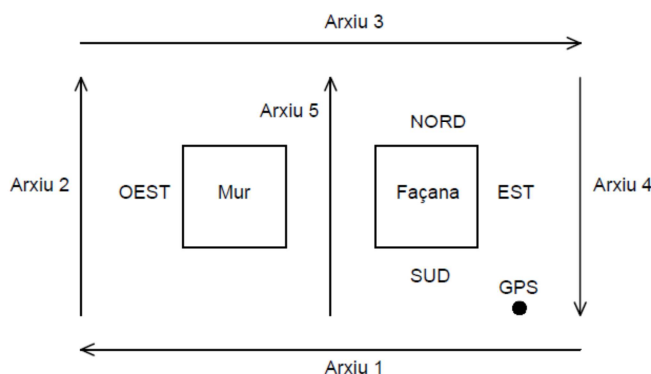 Arxiu 3
Arxiu 5
NORD
Arxiu 2
OEST
Mur
Façana
EST
Arxiu 4
SUD
GPS
Arxiu 1